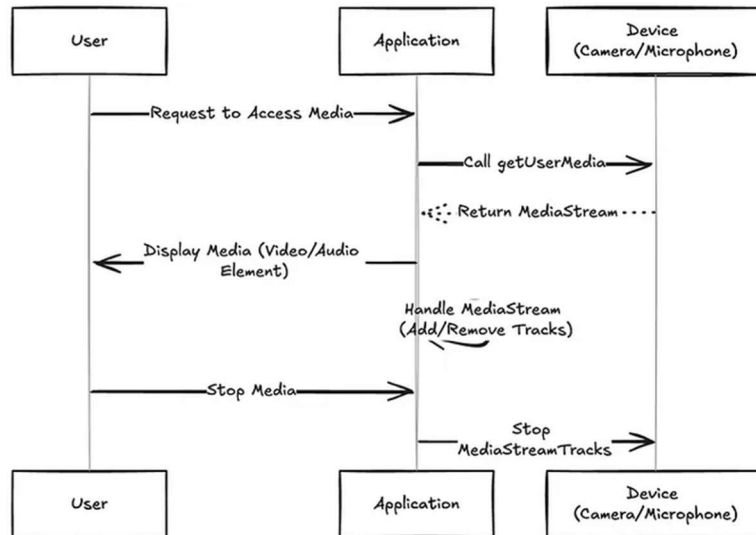 User
Application
Device
(Camera/Microphone)
Request to Access Media
Call getUserMedia
Return MediaStream
Display Media (Video/Audio
Element)
Handle MediaStream
(Add/Remove Tracks)
Stop Media
Stop
MediaStreamTracks
User
Application
Device
(Camera/Microphone)